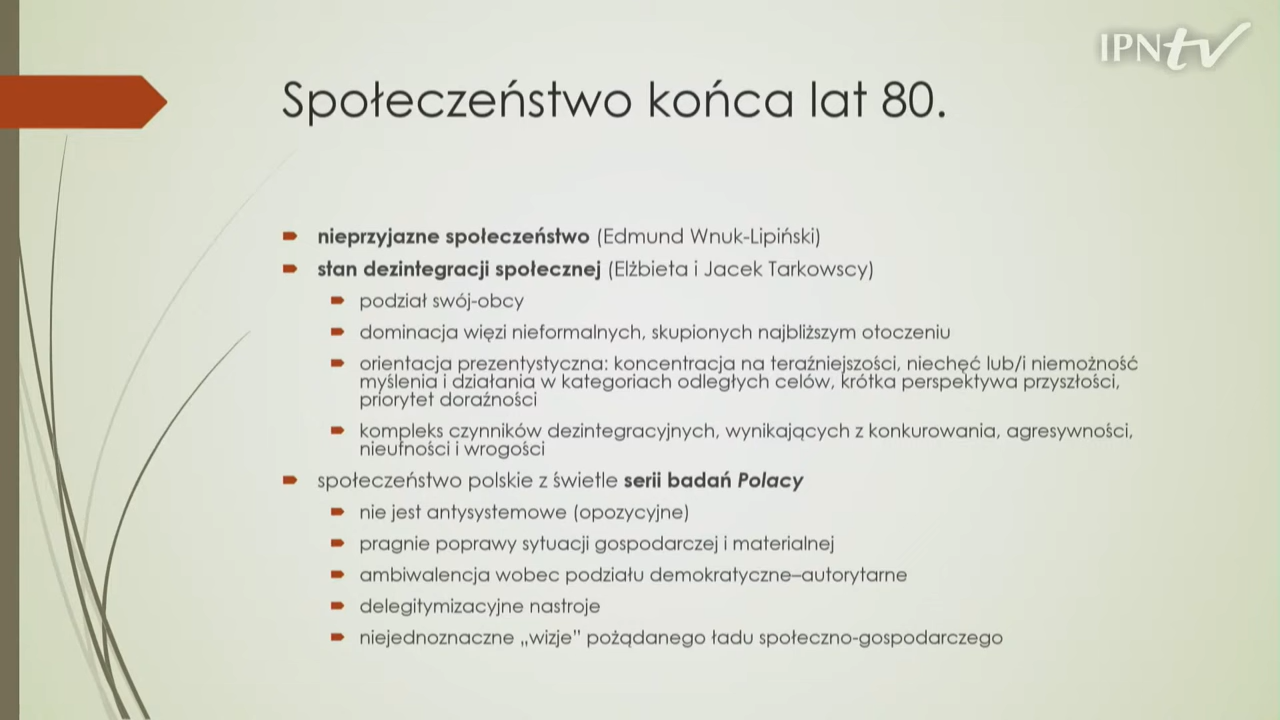 IPNtv
Społeczeństwo końca lat 80.
nieprzyjazne społeczeństwo (Edmund Wnuk-Lipiński)
stan dezintegracji społecznej (Elżbieta i Jacek Tarkowscy)
podział swój-obcy
dominacja więzi nieformalnych, skupionych najbliższym otoczeniu
orientacja prezentystyczna: koncentracja na teraźniejszości, niechęć lub/i niemożność
myślenia i działania w kategoriach odległych celów, krótka perspektywa przyszłości,
priorytet doraźności
kompleks czynników dezintegracyjnych, wynikających z konkurowania, agresywności,
nieufności i wrogości
społeczeństwo polskie z świetle serii badań Polacy
nie jest antysystemowe (opozycyjne)
pragnie poprawy sytuacji gospodarczej i materialnej
ambiwalencja wobec podziału demokratyczne–autorytarne
delegitymizacyjne nastroje
niejednoznaczne „wizje” pożądanego ładu społeczno-gospodarczego